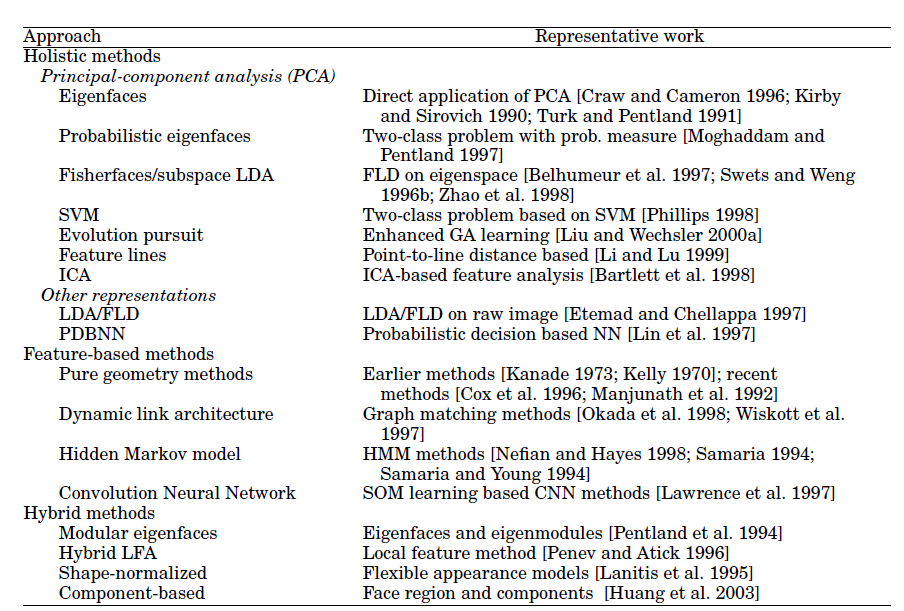 Approach Representative work
Holistic methods
Principal-component analysis (PCA)
Eigenfaces Direct application of PCA [Craw and Cameron 1996; Kirby
and Sirovich 1990; Turk and Pentland 1991]
Probabilistic eigenfaces Two-class problem with prob. measure [Moghaddam and
Pentland 1997]
Fisherfaces/subspace LDA FLD on eigenspace [Belhumeur et al. 1997; Swets and Weng
1996b; Zhao et al. 1998]
SVM Two-class problem based on SVM [Phillips 1998]
Evolution pursuit Enhanced GA learning [Liu and Wechsler 2000a]
Feature lines Point-to-line distance based [Li and Lu 1999]
ICA ICA-based feature analysis [Bartlett et al. 1998]
Other representations
LDA/FLD LDA/FLD on raw image [Etemad and Chellappa 1997]
PDBNN Probabilistic decision based NN [Lin et al. 1997]
Feature-based methods
Pure geometry methods Earlier methods [Kanade 1973; Kelly 1970]; recent
methods [Cox et al. 1996; Manjunath et al. 1992]
Dynamic link architecture Graph matching methods [Okada et al. 1998; Wiskott et al.
1997]
Hidden Markov model HMM methods [Nefian and Hayes 1998; Samaria 1994;
Samaria and Young 1994]
Convolution Neural Network SOM learning based CNN methods [Lawrence et al. 1997]
Hybrid methods
Modular eigenfaces Eigenfaces and eigenmodules [Pentland et al. 1994]
Hybrid LFA Local feature method [Penev and Atick 1996]
Shape-normalized Flexible appearance models [Lanitis et al. 1995]
Component-based Face region and components [Huang et al. 2003]